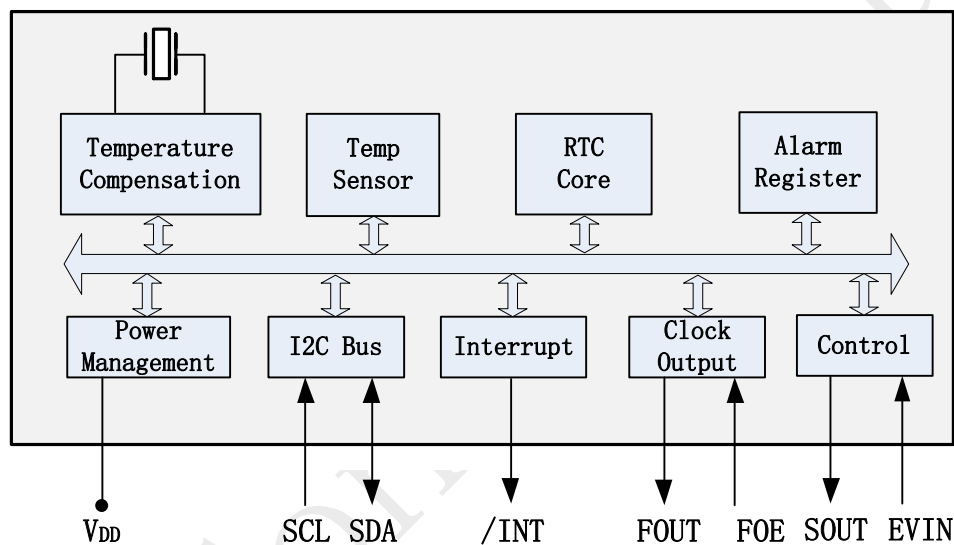 Temperature
Compensation
Temp
Sensor
RTC
Core
Alarm
Register
Power
Management
I2C Bus
Interrupt
Clock
Output
Control
VDD
SCL
SDA
/INT
FOUT
FOE
SOUT
EVIN